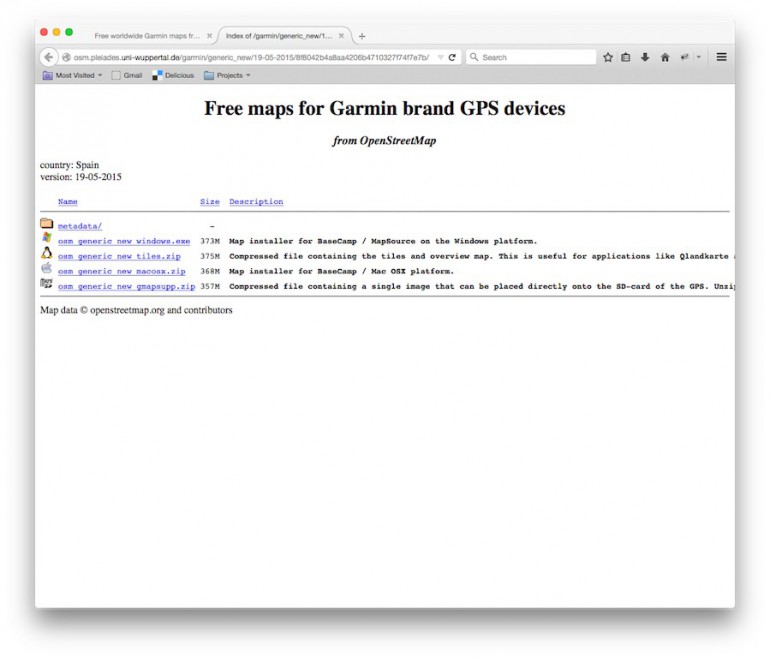 Free worldwide Garmin maps fr...
Index of /garmin/generic_new/1...
osm.pleiades.uni-wuppertal.de/garmin/generic_new/19-05-2015/8f8042b4a8aa4206b4710327f74f7e7b/
Search
Most Visited
Gmail
Delicious
Projects
Free maps for Garmin brand GPS devices
from OpenStreetMap
country: Spain
version: 19-05-2015
Name Size Description
metadata/ -
osm_generic_new_windows.exe 373M Map installer for BaseCamp / MapSource on the Windows platform.
osm_generic_new_tiles.zip 375M Compressed file containing the tiles and overview map. This is useful for applications like Qlandkarte
osm_generic_new_macosx.zip 368M Map installer for BaseCamp / Mac OSX platform.
osm_generic_new_gmapsupp.zip 357M Compressed file containing a single image that can be placed directly onto the SD-card of the GPS. Unzip
Map data © openstreetmap.org and contributors